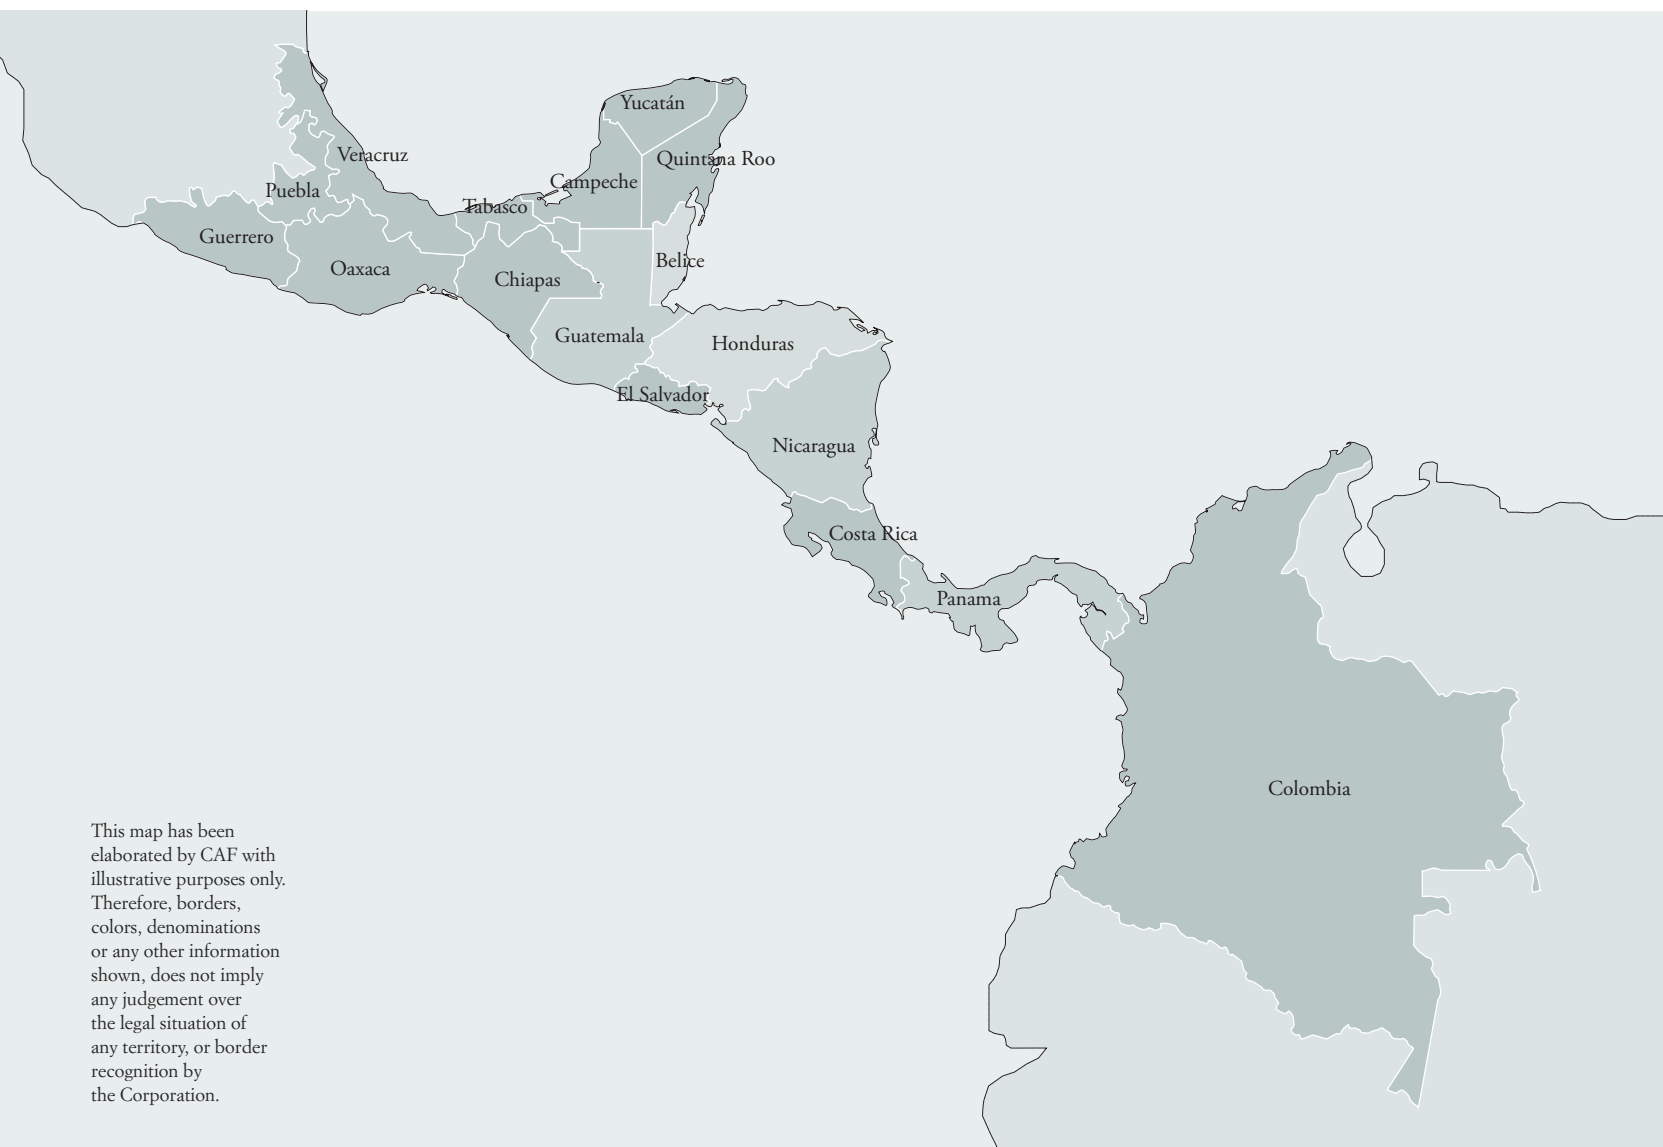 Yucatán
Veracruz
Quintana Roo
Campeche
Puebla
Tabasco
Guerrero
Belice
Oaxaca
Chiapas
Guatemala
Honduras
El Salvador
Nicaragua
Costa Rica
Panama
Colombia
This map has been
elaborated by CAF with
illustrative purposes only.
Therefore, borders,
colors, denominations
or any other information
shown, does not imply
any judgement over
the legal situation of
any territory, or border
recognition by
the Corporation.